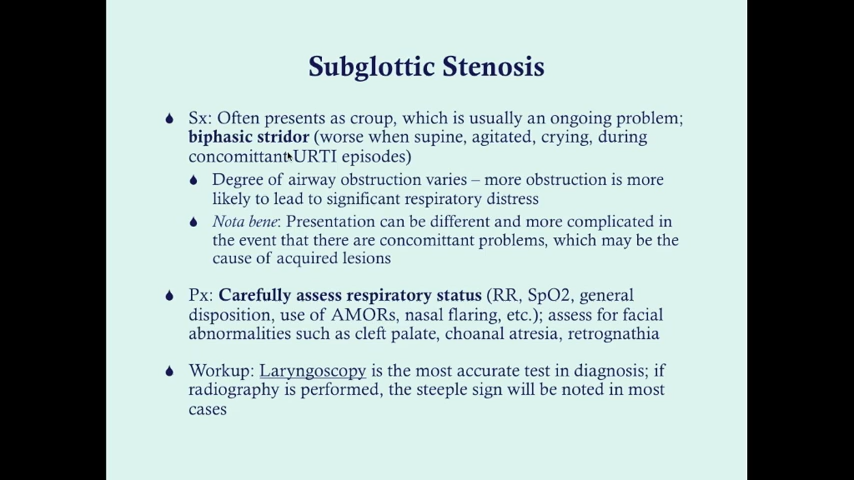 Subglottic Stenosis
Sx: Often presents as croup, which is usually an ongoing problem;
biphasic stridor (worse when supine, agitated, crying, during
concomittant URTI episodes)
Degree of airway obstruction varies – more obstruction is more
likely to lead to significant respiratory distress
Nota bene: Presentation can be different and more complicated in
the event that there are concomittant problems, which may be the
cause of acquired lesions
Px: Carefully assess respiratory status (RR, SpO2, general
disposition, use of AMORs, nasal flaring, etc.); assess for facial
abnormalities such as cleft palate, choanal atresia, retrognathia
Workup: Laryngoscopy is the most accurate test in diagnosis; if
radiography is performed, the steeple sign will be noted in most
cases